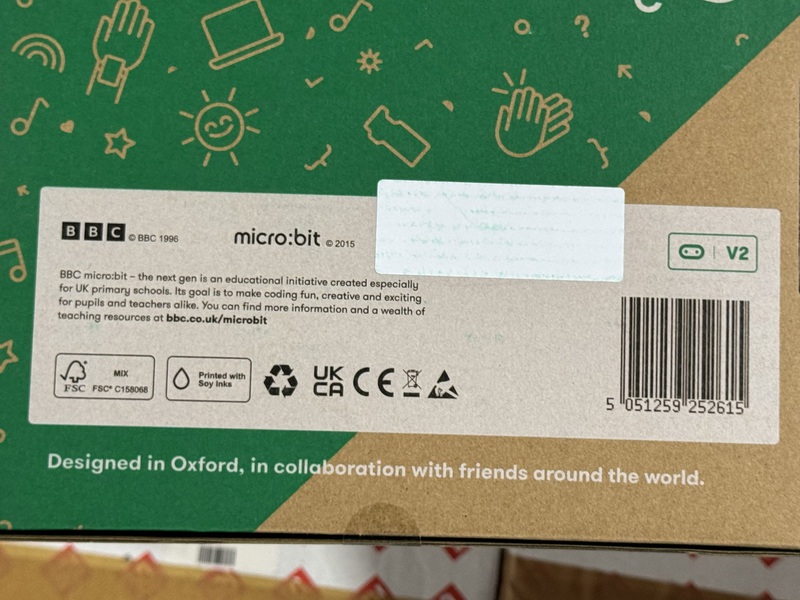 BBC © BBC 1996
micro:bit © 2015
V2
BBC micro:bit – the next gen is an educational initiative created especially
for UK primary schools. Its goal is to make coding fun, creative and exciting
for pupils and teachers alike. You can find more information and a wealth of
teaching resources at bbc.co.uk/microbit
FSC
MIX
FSC® C158068
Printed with
Soy Inks
UK
CA
CE
5 051259 252615
Designed in Oxford, in collaboration with friends around the world.